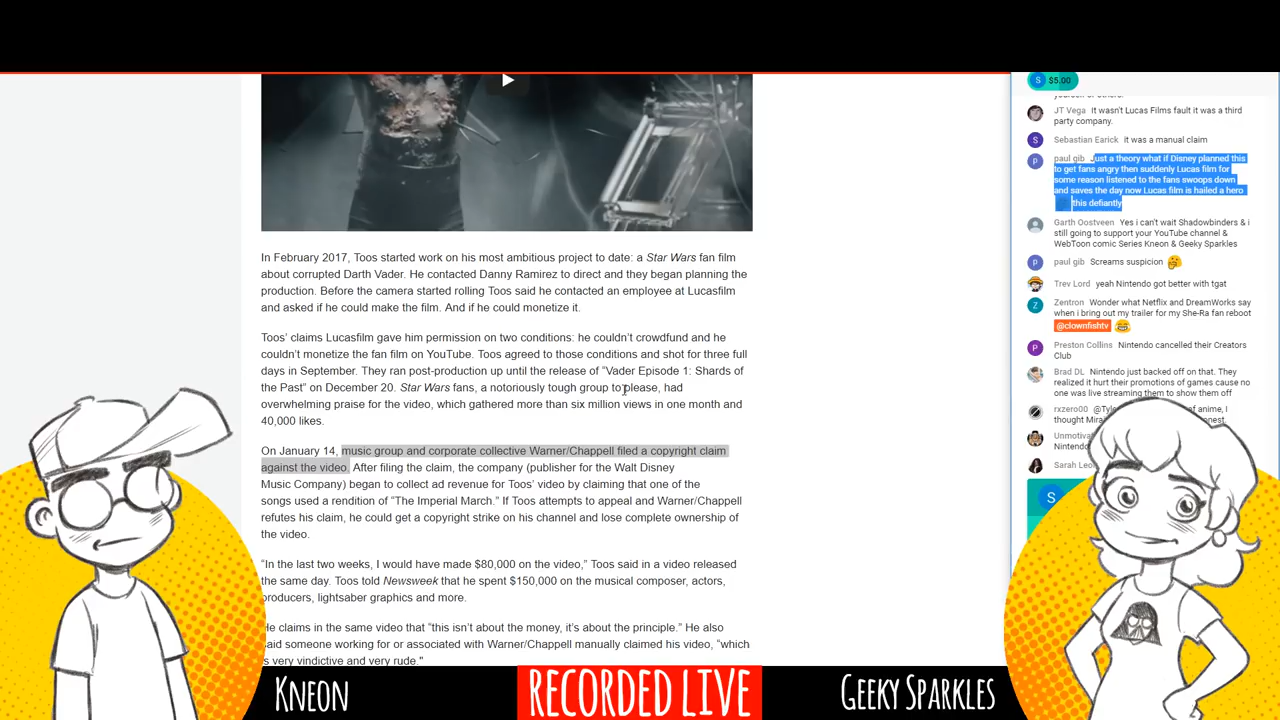 In February 2017, Toos started work on his most ambitious project to date: a Star Wars fan film
about corrupted Darth Vader. He contacted Danny Ramirez to direct and they began planning the
production. Before the camera started rolling Toos said he contacted an employee at Lucasfilm
and asked if he could make the film. And if he could monetize it.
Toos' claims Lucasfilm gave him permission on two conditions: he couldn't crowdfund and he
couldn't monetize the fan film on YouTube. Toos agreed to those conditions and shot for three full
days in September. They ran post-production up until the release of “Vader Episode 1: Shards of
the Past” on December 20. Star Wars fans, a notoriously tough group to please, had
overwhelming praise for the video, which gathered more than six million views in one month and
40,000 likes.
On January 14, music group and corporate collective Warner/Chappell filed a copyright claim
against the video. After filing the claim, the company (publisher for the Walt Disney
Music Company) began to collect ad revenue for Toos' video by claiming that one of the
songs used a rendition of “The Imperial March.” If Toos attempts to appeal and Warner/Chappell
refutes his claim, he could get a copyright strike on his channel and lose complete ownership of
the video.
“In the last two weeks, I would have made $80,000 on the video,” Toos said in a video released
the same day. Toos told Newsweek that he spent $150,000 on the musical composer, actors,
producers, lightsaber graphics and more.
He claims in the same video that “this isn't about the money, it's about the principle.” He also
said someone working for or associated with Warner/Chappell manually claimed his video, “which
is very vindictive and very rude."
S $5.00
JT Vega It wasn't Lucas Films fault it was a third
party company.
S Sebastian Earick it was a manual claim
p paul gib Just a theory what if Disney planned this
to get fans angry then suddenly Lucas film for
some reason listened to the fans swoops down
and saves the day now Lucas film is hailed a hero
this defiantly
Garth Oostveen Yes i can't wait Shadowbinders & i
still going to support your YouTube channel &
WebToon comic Series Kneon & Geeky Sparkles
p paul gib Screams suspicion
Trev Lord yeah Nintendo got better with tgat
Z Zentron Wonder what Netflix and DreamWorks say
when i bring out my trailer for my She-Ra fan reboot
@clownfishtv
P Preston Collins Nintendo cancelled their Creators
Club
Brad DL Nintendo just backed off on that. They
realized it hurt their promotions of games cause no
one was live streaming them to show them off
rxzero00 @Tyle of anime, I
thought Mira
Unmotiva
Nintendo
Sarah Leo
S
KNEON
RECORDED LIVE
GEEKY SPARKLES